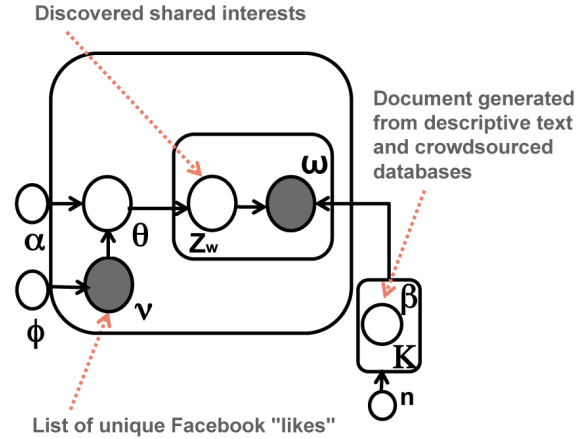 Discovered shared interests
Document generated
from descriptive text
and crowdsourced
databases
ω
α
θ
Zw
β
ϕ
ν
K
n
List of unique Facebook "likes"